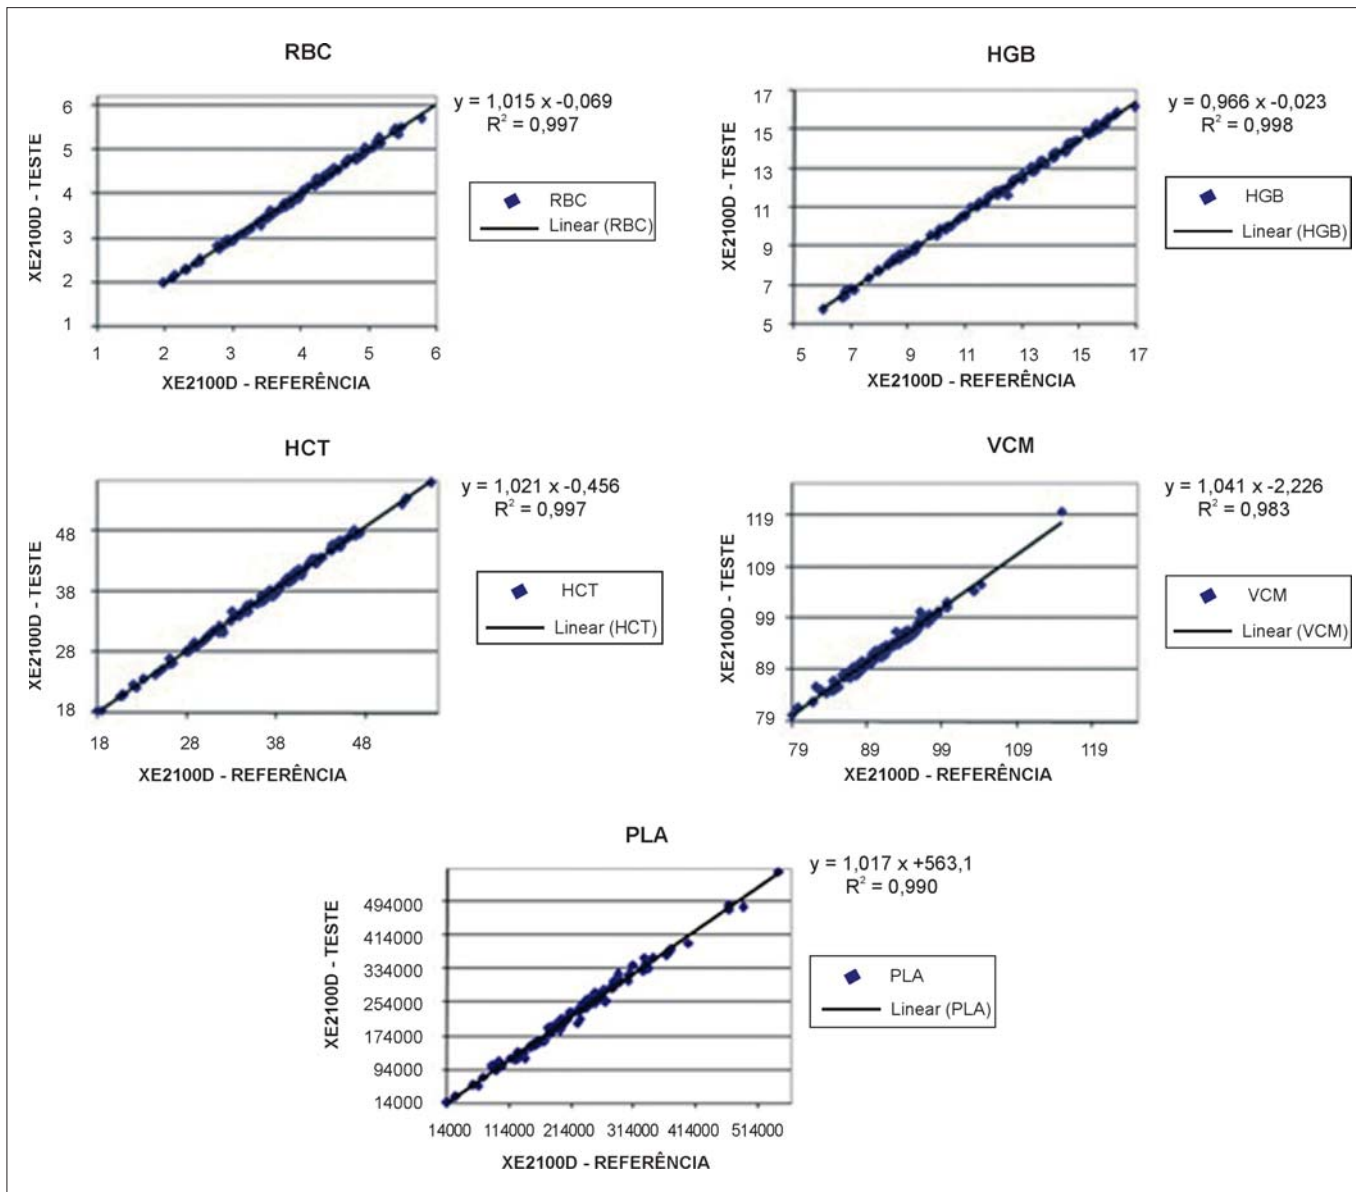 RBC
y = 1,015 x -0,069
R² = 0,997
RBC
Linear (RBC)
XE2100D - TESTE
6
5
4
3
2
1
1 2 3 4 5 6
XE2100D - REFERÊNCIA
HGB
y = 0,966 x -0,023
R² = 0,998
HGB
Linear (HGB)
XE2100D - TESTE
17
15
13
11
9
7
5
5 7 9 11 13 15 17
XE2100D - REFERÊNCIA
HCT
y = 1,021 x -0,456
R² = 0,997
HCT
Linear (HCT)
XE2100D - TESTE
48
38
28
18
18 28 38 48
XE2100D - REFERÊNCIA
VCM
y = 1,041 x -2,226
R² = 0,983
VCM
Linear (VCM)
XE2100D - TESTE
119
109
99
89
79
79 89 99 109 119
XE2100D - REFERÊNCIA
PLA
y = 1,017 x +563,1
R² = 0,990
PLA
Linear (PLA)
XE2100D - TESTE
494000
414000
334000
254000
174000
94000
14000
14000 114000 214000 314000 414000 514000
XE2100D - REFERÊNCIA